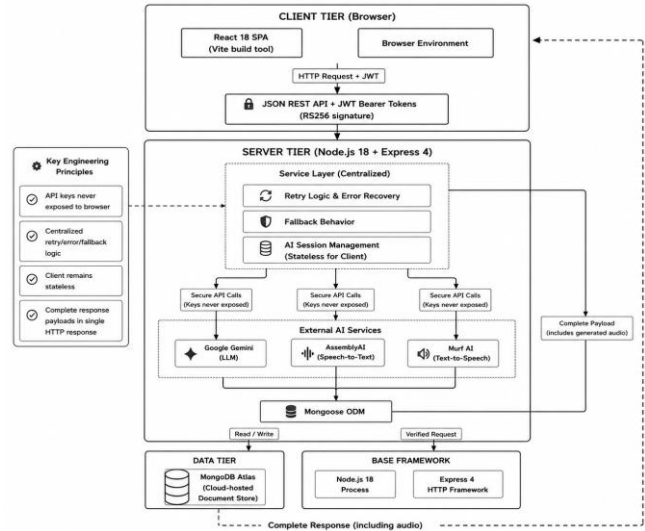 CLIENT TIER (Browser)
React 18 SPA
(Vite build tool)
Browser Environment
HTTP Request + JWT
JSON REST API + JWT Bearer Tokens
(RS256 signature)
SERVER TIER (Node.js 18 + Express 4)
Key Engineering
Principles
API keys never
exposed to browser
Centralized
retry/error/fallback
logic
Client remains
stateless
Complete response
payloads in single
HTTP response
Service Layer (Centralized)
Retry Logic & Error Recovery
Fallback Behavior
AI Session Management
(Stateless for Client)
Secure API Calls
(Keys never exposed)
Secure API Calls
(Keys never exposed)
Secure API Calls
(Keys never exposed)
External AI Services
Google Gemini
(LLM)
AssemblyAI
(Speech-to-Text)
Murf AI
(Text-to-Speech)
Complete Payload
(includes generated audio)
Mongoose ODM
Read / Write
Verified Request
DATA TIER
MongoDB Atlas
(Cloud-hosted
Document Store)
BASE FRAMEWORK
Node.js 18
Process
Express 4
HTTP Framework
Complete Response (including audio)